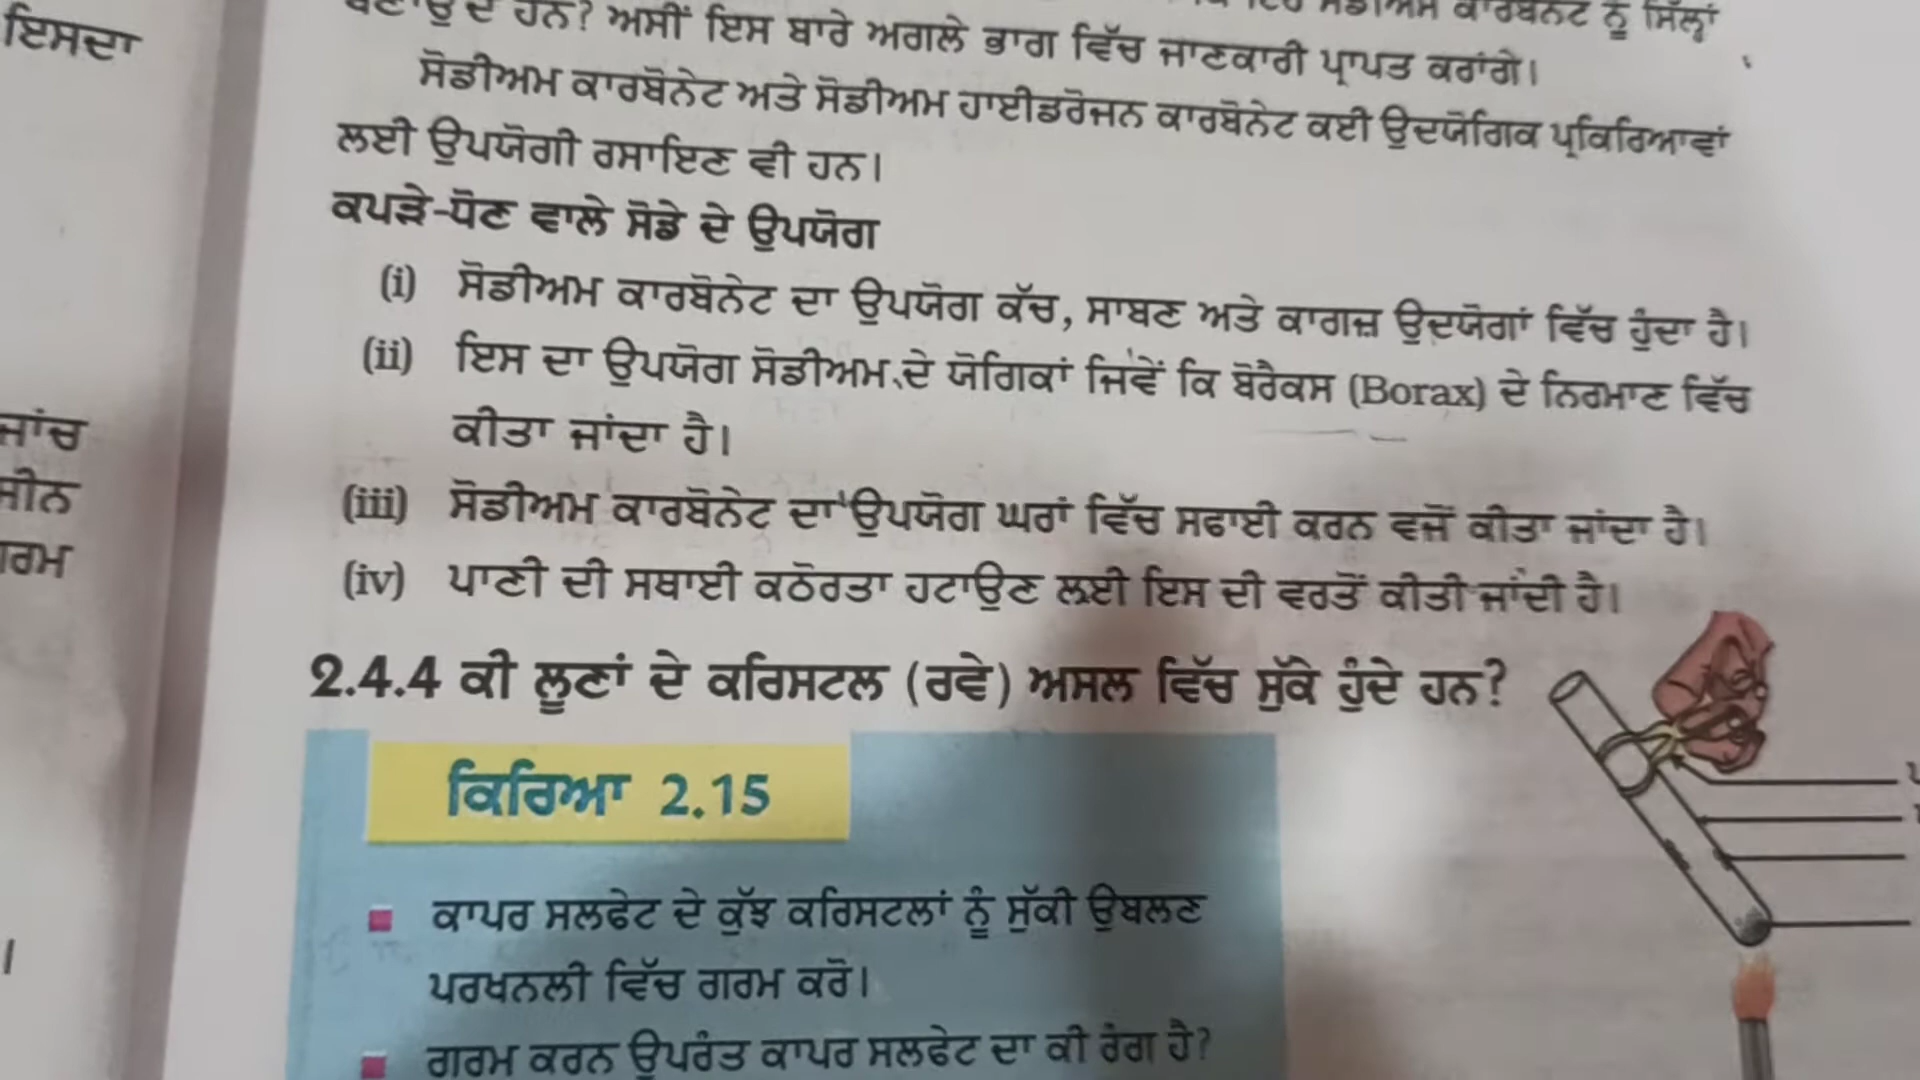 ਇਸਦਾ
ਜਾਂਚ
ਹਨ? ਅਸੀਂ ਇਸ ਬਾਰੇ ਅਗਲੇ ਭਾਗ ਵਿੱਚ ਜਾਣਕਾਰੀ ਪ੍ਰਾਪਤ ਕਰਾਂਗੇ।
ਸੋਡੀਅਮ ਕਾਰਬੋਨੇਟ ਅਤੇ ਸੋਡੀਅਮ ਹਾਈਡਰੋਜਨ ਕਾਰਬੋਨੇਟ ਕਈ ਉਦਯੋਗਿਕ ਪ੍ਰਕਿਰਿਆਵਾਂ
ਲਈ ਉਪਯੋਗੀ ਰਸਾਇਣ ਵੀ ਹਨ।
ਕਪੜੇ-ਧੋਣ ਵਾਲੇ ਸੋਡੇ ਦੇ ਉਪਯੋਗ
(i) ਸੋਡੀਅਮ ਕਾਰਬੋਨੇਟ ਦਾ ਉਪਯੋਗ ਕੱਚ, ਸਾਬਣ ਅਤੇ ਕਾਗਜ਼ ਉਦਯੋਗਾਂ ਵਿੱਚ ਹੁੰਦਾ ਹੈ।
(ii) ਇਸ ਦਾ ਉਪਯੋਗ ਸੋਡੀਅਮ ਦੇ ਯੋਗਿਕਾਂ ਜਿਵੇਂ ਕਿ ਬੋਰੈਕਸ (Borax) ਦੇ ਨਿਰਮਾਣ ਵਿੱਚ
ਕੀਤਾ ਜਾਂਦਾ ਹੈ।
(iii) ਸੋਡੀਅਮ ਕਾਰਬੋਨੇਟ ਦਾ ਉਪਯੋਗ ਘਰਾਂ ਵਿੱਚ ਸਫਾਈ ਕਰਨ ਵਜੋਂ ਕੀਤਾ ਜਾਂਦਾ ਹੈ।
(iv) ਪਾਣੀ ਦੀ ਸਥਾਈ ਕਠੋਰਤਾ ਹਟਾਉਣ ਲਈ ਇਸ ਦੀ ਵਰਤੋਂ ਕੀਤੀ ਜਾਂਦੀ ਹੈ।
2.4.4 ਕੀ ਲੂਣਾਂ ਦੇ ਕਰਿਸਟਲ (ਰਵੇ) ਅਸਲ ਵਿੱਚ ਸੁੱਕੇ ਹੁੰਦੇ ਹਨ?
ਕਿਰਿਆ 2.15
ਕਾਪਰ ਸਲਫੇਟ ਦੇ ਕੁੱਝ ਕਰਿਸਟਲਾਂ ਨੂੰ ਸੁੱਕੀ ਉਬਲਣ
ਪਰਖਨਲੀ ਵਿੱਚ ਗਰਮ ਕਰੋ।
ਗਰਮ ਕਰਨ ਉਪਰੰਤ ਕਾਪਰ ਸਲਫੇਟ ਦਾ ਕੀ ਰੰਗ ਹੈ?